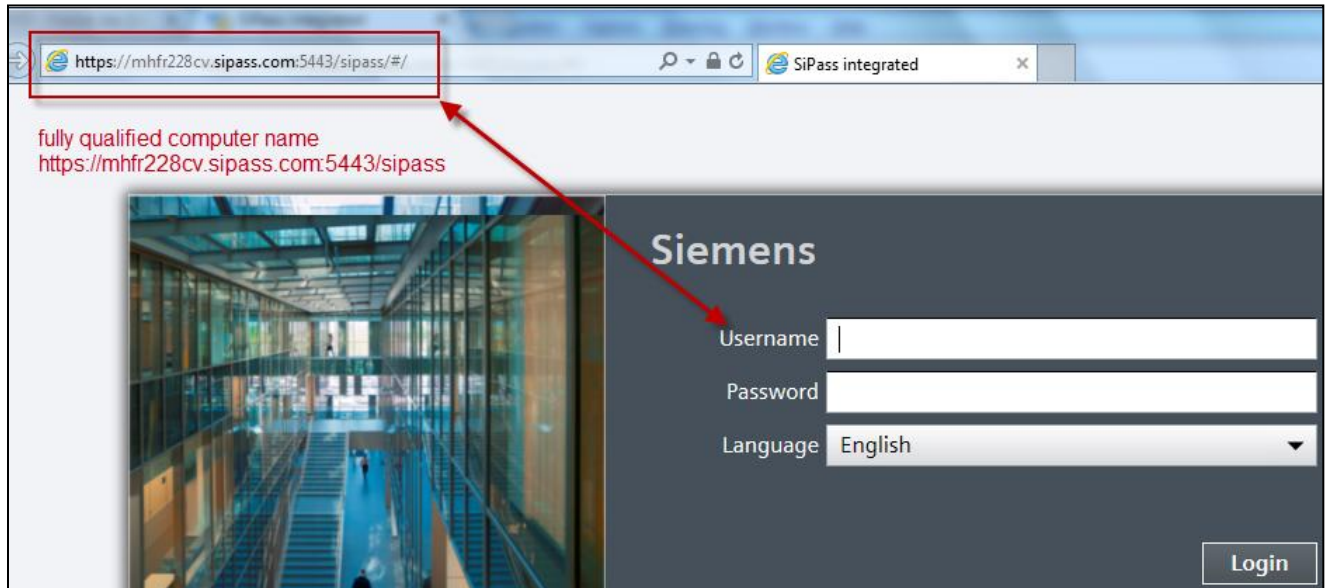 https://mhfr228cv.sipass.com:5443/sipass/#/
SiPass integrated
fully qualified computer name
https://mhfr228cv.sipass.com:5443/sipass
Siemens
Username
Password
Language English
Login